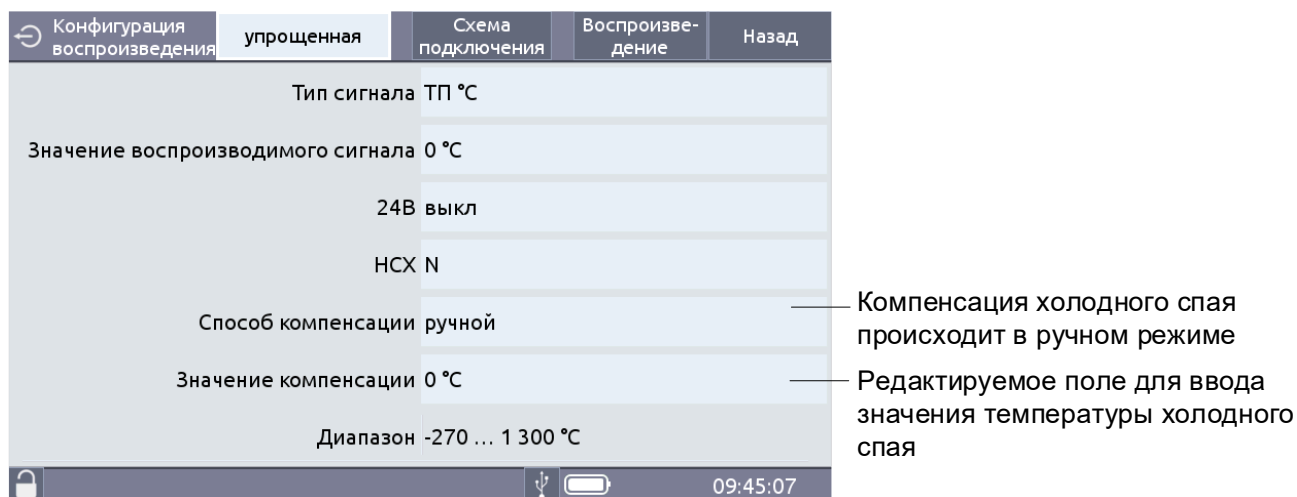 Конфигурация воспроизведения
упрощенная
Схема подключения
Воспроизве-
дение
Назад
Тип сигнала ТП °C
Значение воспроизводимого сигнала 0 °C
24В выкл
НСХ N
Способ компенсации ручной
Значение компенсации 0 °C
Диапазон -270 … 1 300 °C
09:45:07
Компенсация холодного спая
происходит в ручном режиме
Редактируемое поле для ввода
значения температуры холодного
спая